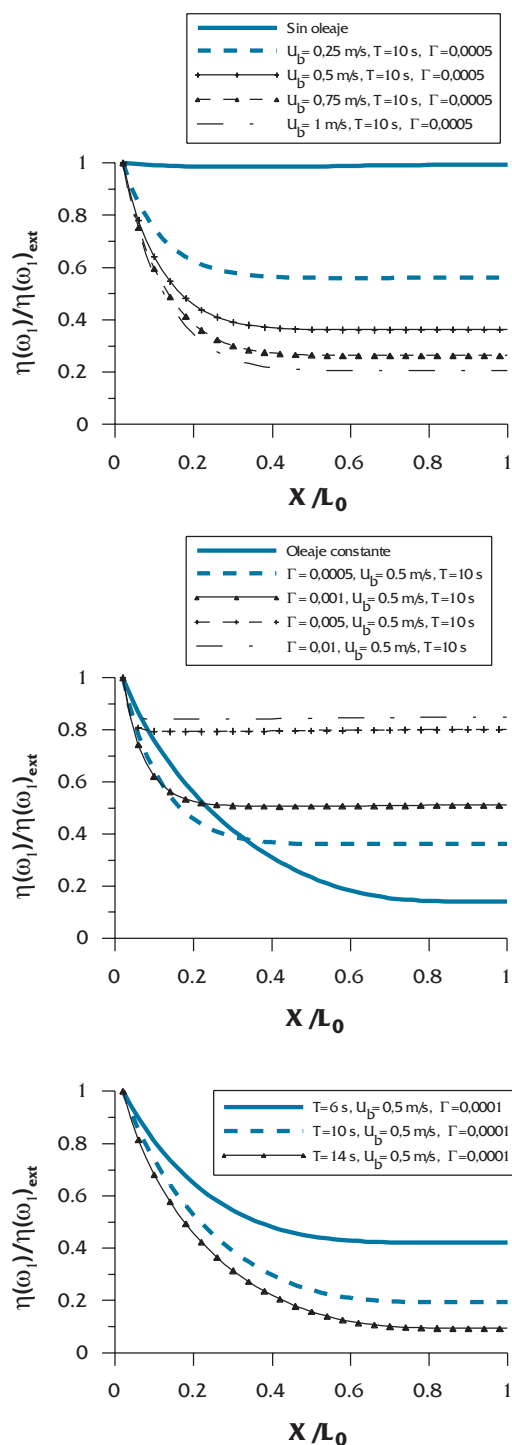 Sin oleaje
U_b= 0,25 m/s, T=10 s, Γ=0,0005
U_b= 0,5 m/s, T=10 s, Γ=0,0005
U_b= 0,75 m/s, T=10 s, Γ=0,0005
U_b= 1 m/s, T=10 s, Γ=0,0005
1
0.8
0.6
0.4
0.2
0
η(ω₁)/η(ω₁)ext
0 0.2 0.4 0.6 0.8 1
X /L₀
Oleaje constante
Γ= 0,0005, U_b= 0.5 m/s, T=10 s
Γ= 0,001, U_b= 0.5 m/s, T=10 s
Γ= 0,005, U_b= 0.5 m/s, T=10 s
Γ= 0,01, U_b= 0.5 m/s, T=10 s
1
0.8
0.6
0.4
0.2
0
η(ω₁)/η(ω₁)ext
0 0.2 0.4 0.6 0.8 1
X /L₀
T=6 s, U_b= 0,5 m/s, Γ=0,0001
T=10 s, U_b= 0,5 m/s, Γ=0,0001
T= 14 s, U_b= 0,5 m/s, Γ=0,0001
1
0.8
0.6
0.4
0.2
0
η(ω₁)/η(ω₁)ext
0 0.2 0.4 0.6 0.8 1
X /L₀